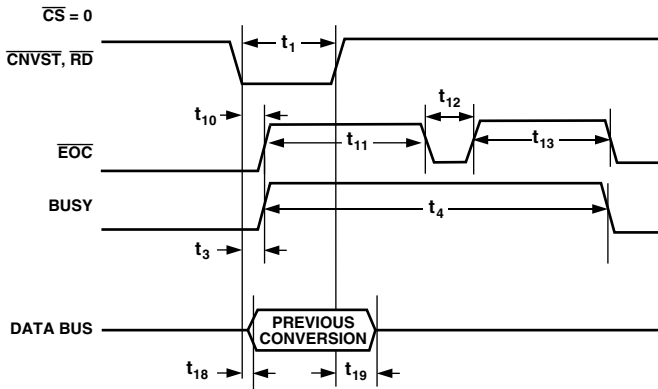 CS = 0
t1
CNVST, RD
t10
t12
EOC
t11
t13
BUSY
t4
t3
DATA BUS
PREVIOUS
CONVERSION
t18
t19